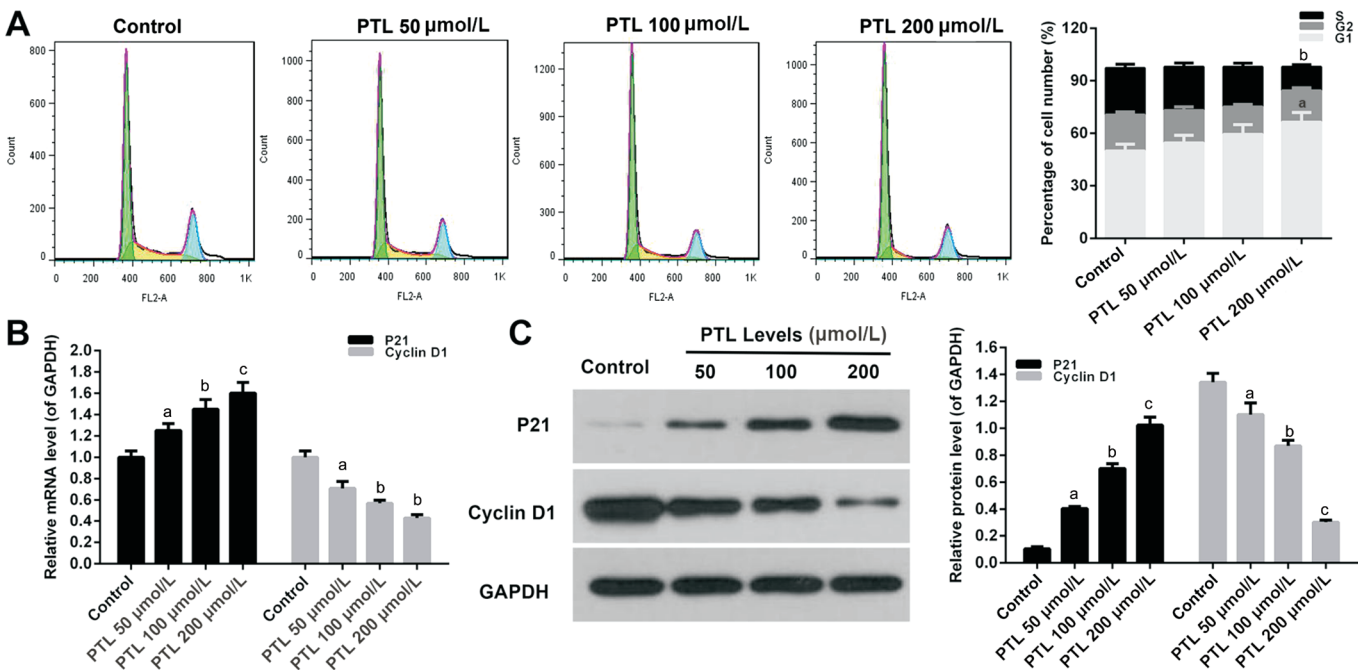 A
Control
PTL 50 μmol/L
PTL 100 μmol/L
PTL 200 μmol/L
Count
800
600
400
200
0
0 200 400 600 800 1K
FL2-A
Count
1000
800
600
400
200
0
0 200 400 600 800 1K
FL2-A
Count
1200
900
600
300
0
0 200 400 600 800 1K
FL2-A
Count
1000
800
600
400
200
0
0 200 400 600 800 1K
FL2-A
S
G2
G1
Percentage of cell number (%)
120
90
60
30
0
b
a
Control
PTL 50 μmol/L
PTL 100 μmol/L
PTL 200 μmol/L
B
P21
Cyclin D1
Relative mRNA level (of GAPDH)
2.0
1.8
1.6
1.4
1.2
1.0
0.8
0.6
0.4
0.2
0.0
a
b
c
a
b
b
Control
PTL 50 μmol/L
PTL 100 μmol/L
PTL 200 μmol/L
Control
PTL 50 μmol/L
PTL 100 μmol/L
PTL 200 μmol/L
C
PTL Levels (μmol/L)
Control 50 100 200
P21
Cyclin D1
GAPDH
P21
Cyclin D1
Relative protein level (of GAPDH)
1.6
1.4
1.2
1.0
0.8
0.6
0.4
0.2
0.0
a
b
c
a
b
c
Control
PTL 50 μmol/L
PTL 100 μmol/L
PTL 200 μmol/L
Control
PTL 50 μmol/L
PTL 100 μmol/L
PTL 200 μmol/L